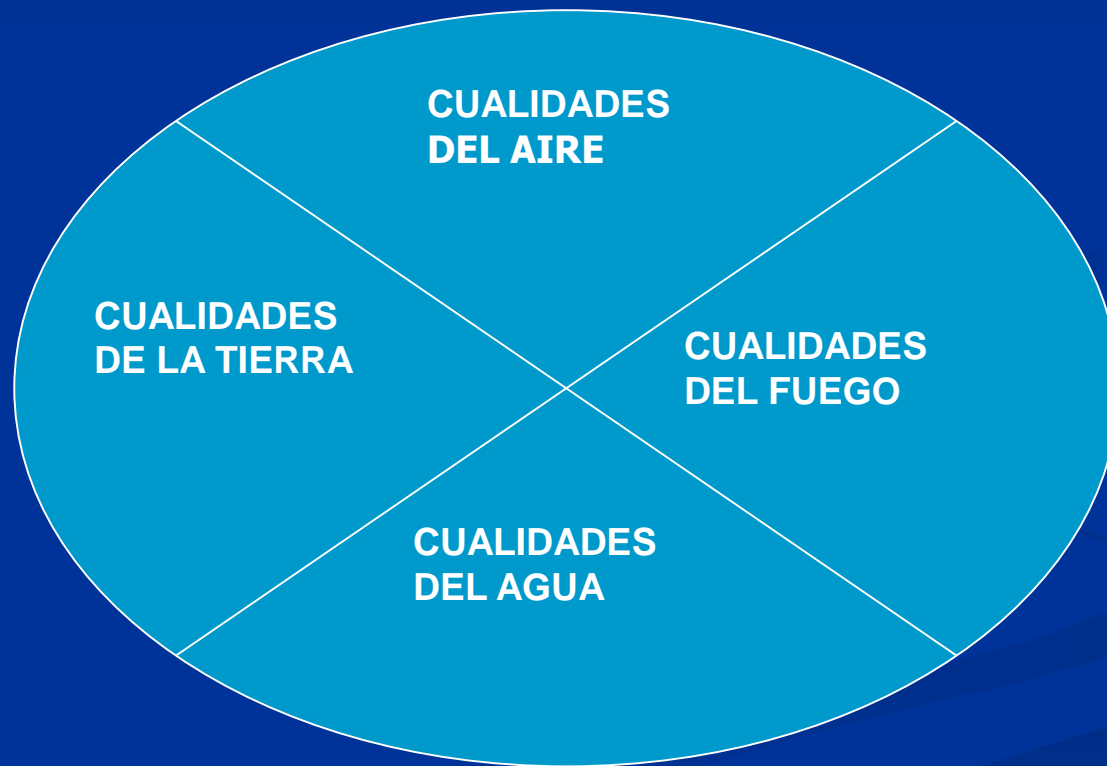 CUALIDADES
DEL AIRE
CUALIDADES
DE LA TIERRA
CUALIDADES
DEL FUEGO
CUALIDADES
DEL AGUA